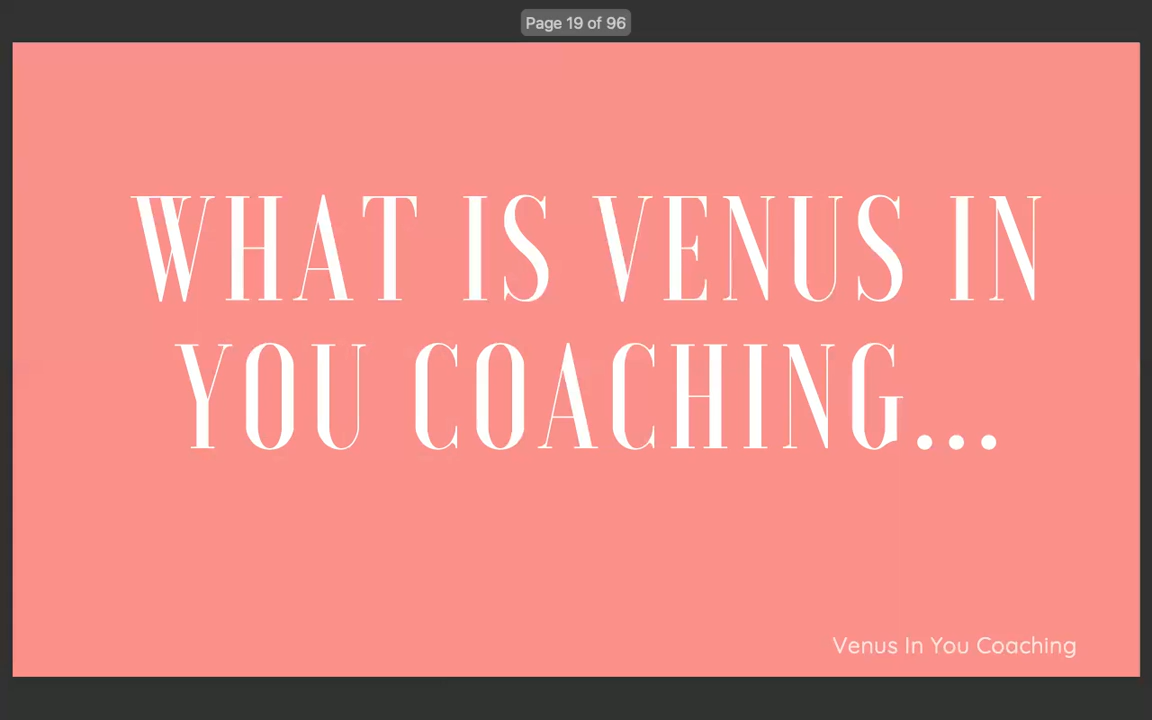 Page 19 of 96
WHAT IS VENUS IN
YOU COACHING...
Venus In You Coaching